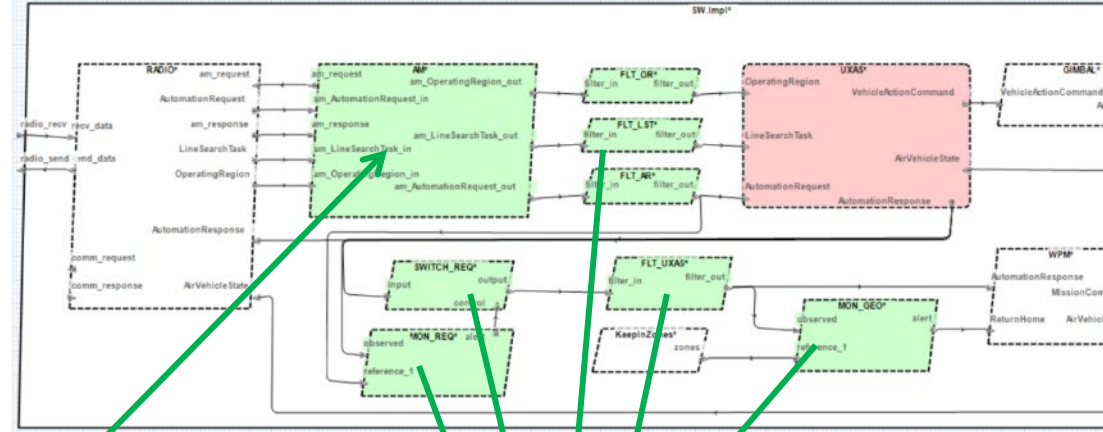 SW.Impl*
RADIO*
am_request
AutomationRequest
am_response
LineSearchTask
OperatingRegion
AutomationResponse
AirVehicleState
radio_recv
recv_data
radio_send
comm_request
comm_response
AM*
am_request
am_AutomationRequest_in
am_response
am_LineSearchTask_in
am_OperatingRegion_in
am_OperatingRegion_out
am_LineSearchTask_out
am_AutomationRequest_out
FLT_OR*
filter_in filter_out
FLT_LST*
filter_in filter_out
FLT_AR*
filter_in filter_out
UXAS*
OperatingRegion
VehicleActionCommand
LineSearchTask
AirVehicleState
AutomationRequest
AutomationResponse
GIMBAL*
VehicleActionCommand
SWITCH_REQ*
input output
control
MON_REQ*
observed alert
reference_1
FLT_UXAS*
filter_in filter_out
KeepInZones*
zones
MON_GEO*
observed alert
reference_1
WPM*
AutomationResponse
MissionCom
ReturnHome AirVehicl